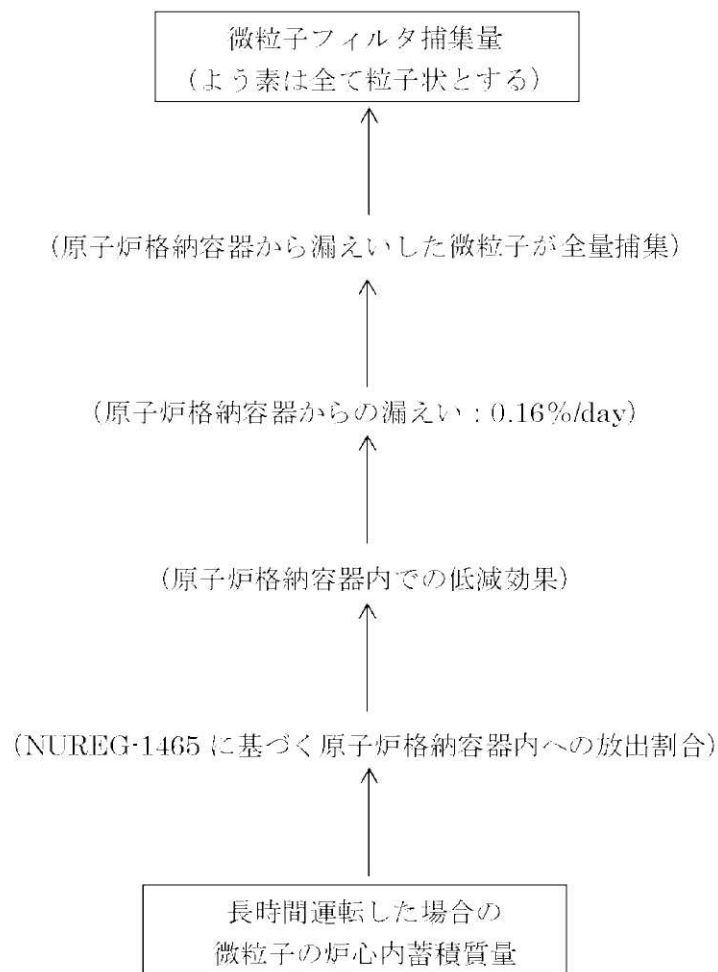 微粒子フィルタ捕集量
(よう素は全て粒子状とする)
(原子炉格納容器から漏えいした微粒子が全量捕集)
(原子炉格納容器からの漏えい：0.16%/day)
(原子炉格納容器内での低減効果)
(NUREG-1465 に基づく原子炉格納容器内への放出割合)
長時間運転した場合の
微粒子の炉心内蓄積質量